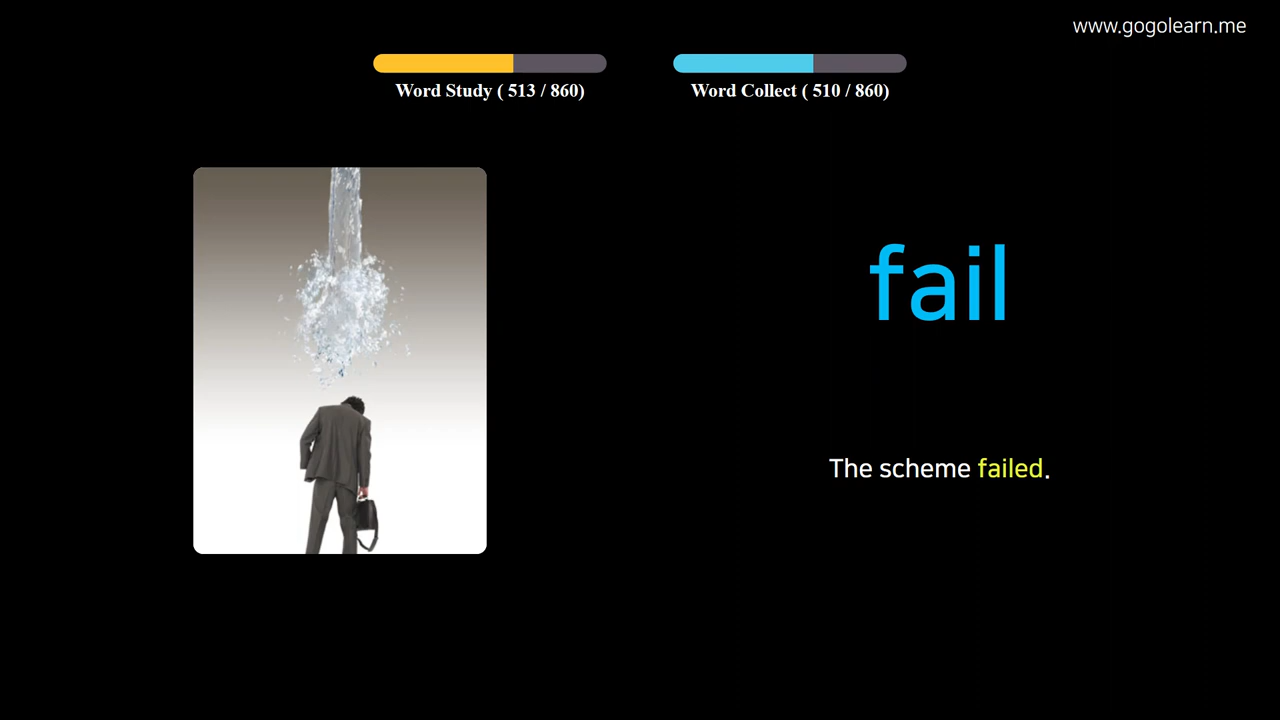 www.gogolearn.me
Word Study ( 513 / 860)
Word Collect ( 510 / 860)
fail
The scheme failed.